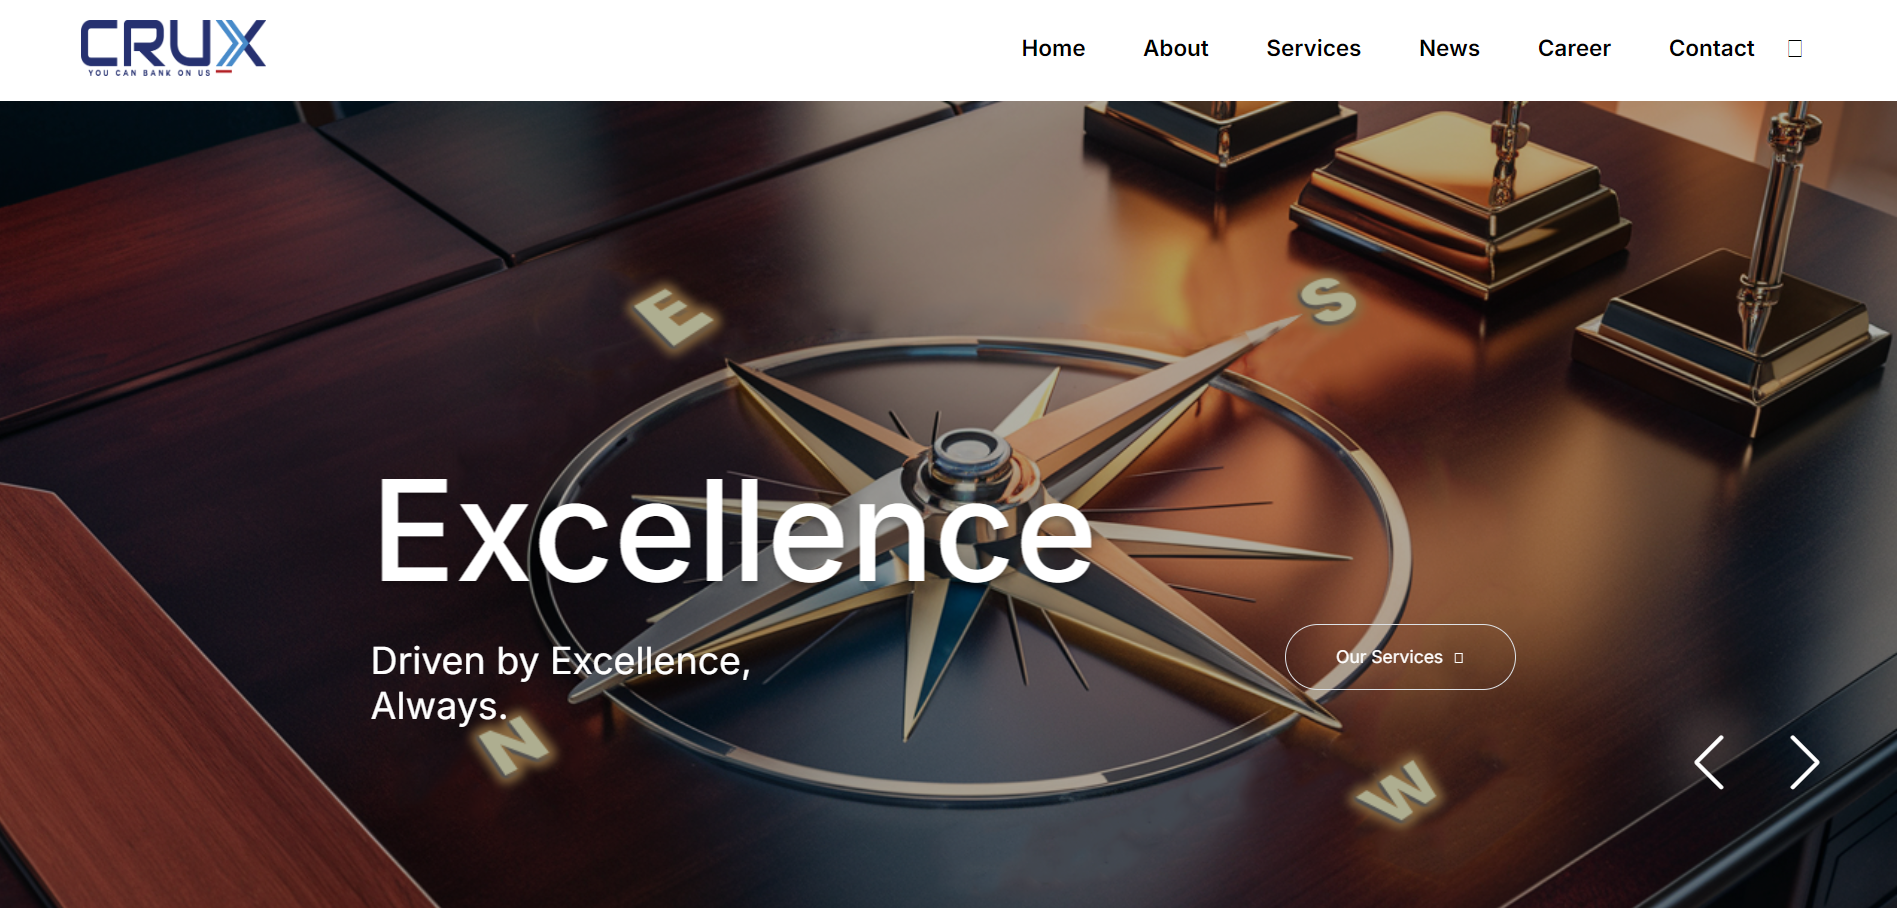 CRUX
YOU CAN BANK ON US
Home About Services News Career Contact
E
S
Excellence
Driven by Excellence,
Always.
Our Services
N
W